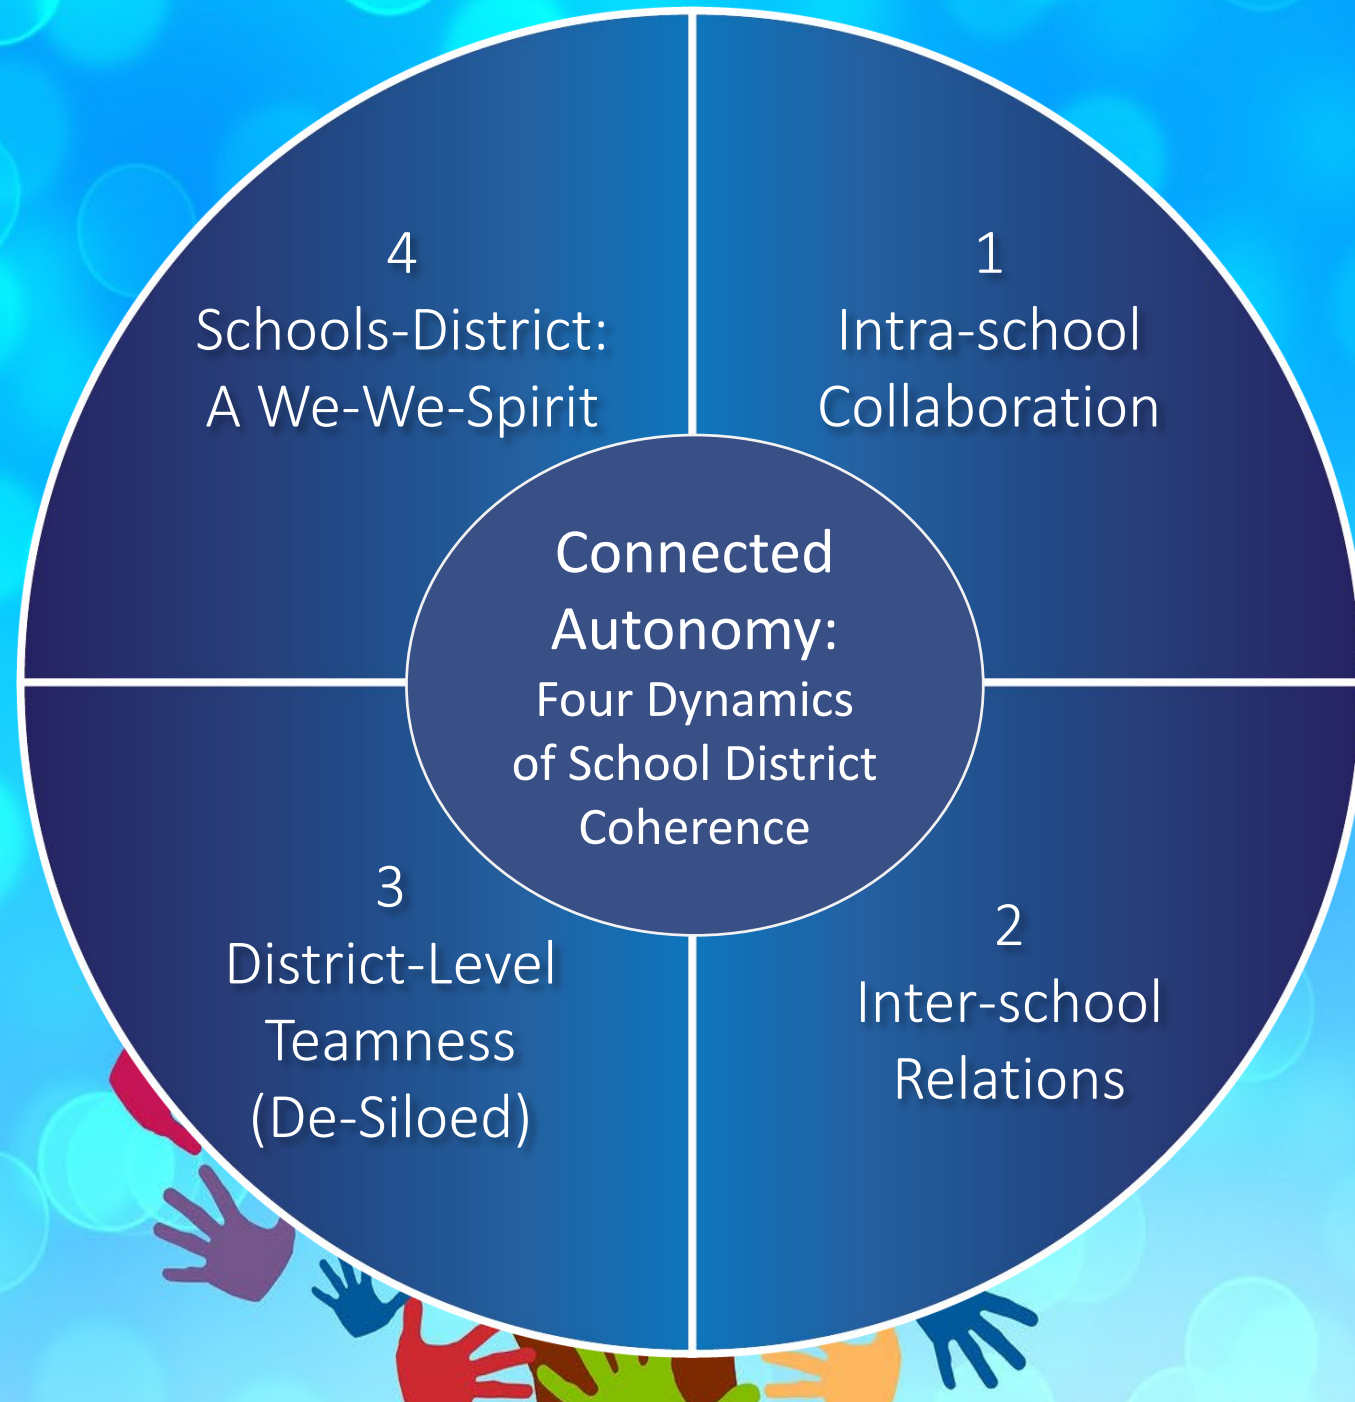 4
Schools-District:
A We-We-Spirit
1
Intra-school
Collaboration
Connected
Autonomy:
Four Dynamics
of School District
Coherence
3
District-Level
Teamness
(De-Siloed)
2
Inter-school
Relations